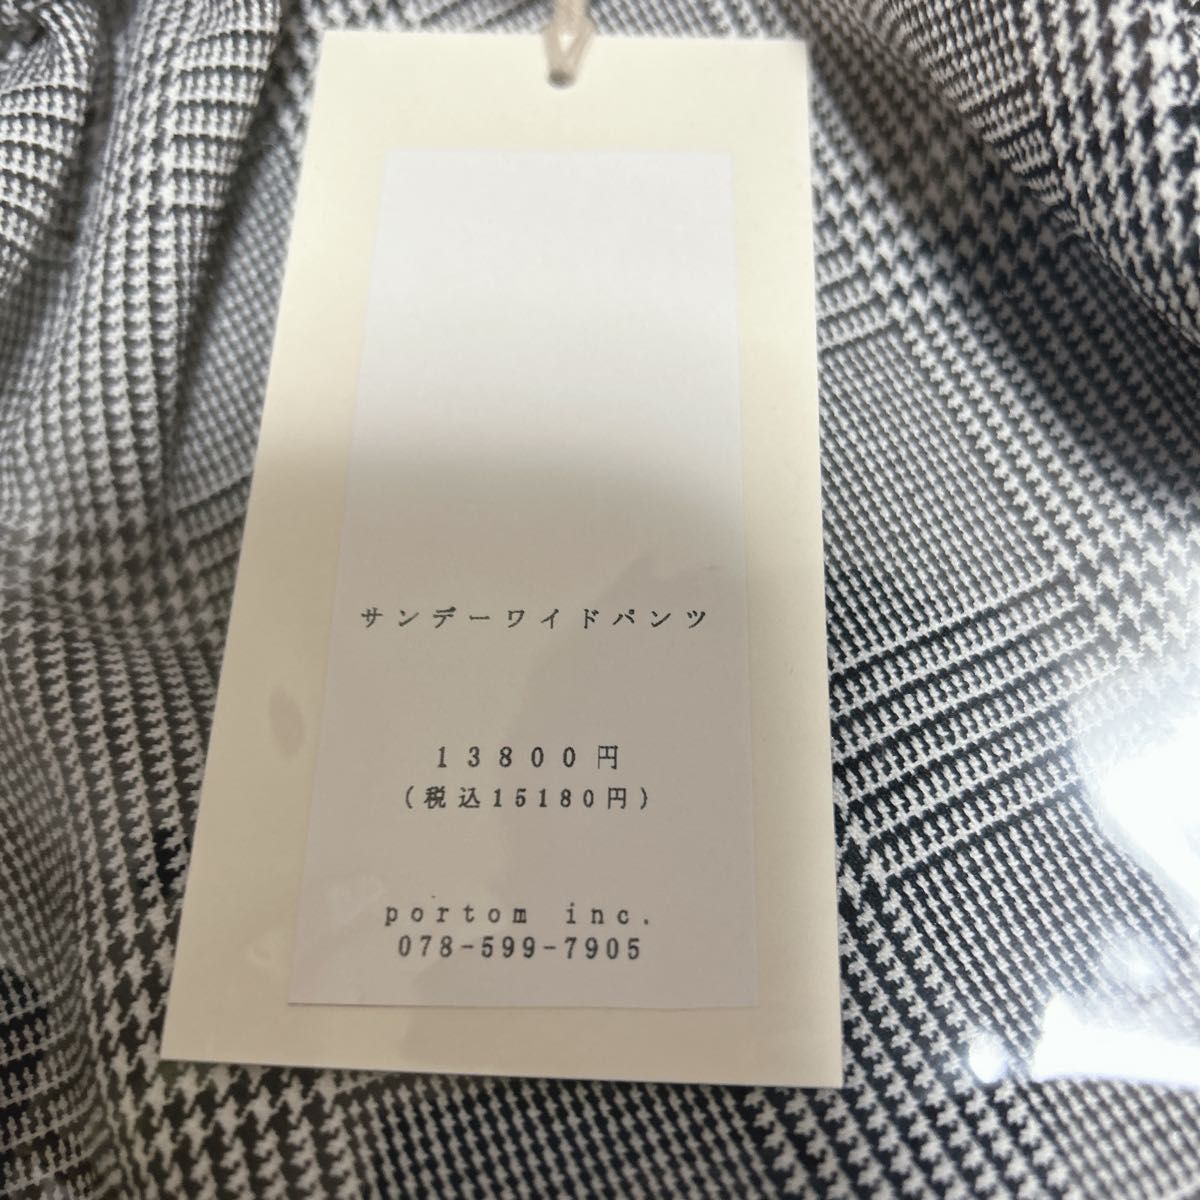 サンデーワイドパンツ
13800円
(税込15180円)
portom inc.
078-599-7905